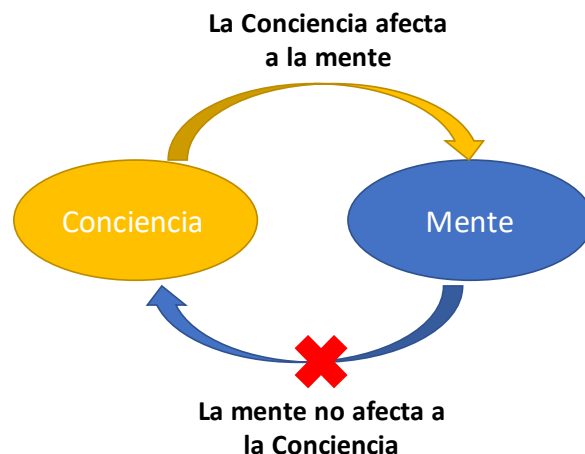 La Conciencia afecta
a la mente
Conciencia
Mente
La mente no afecta a
la Conciencia